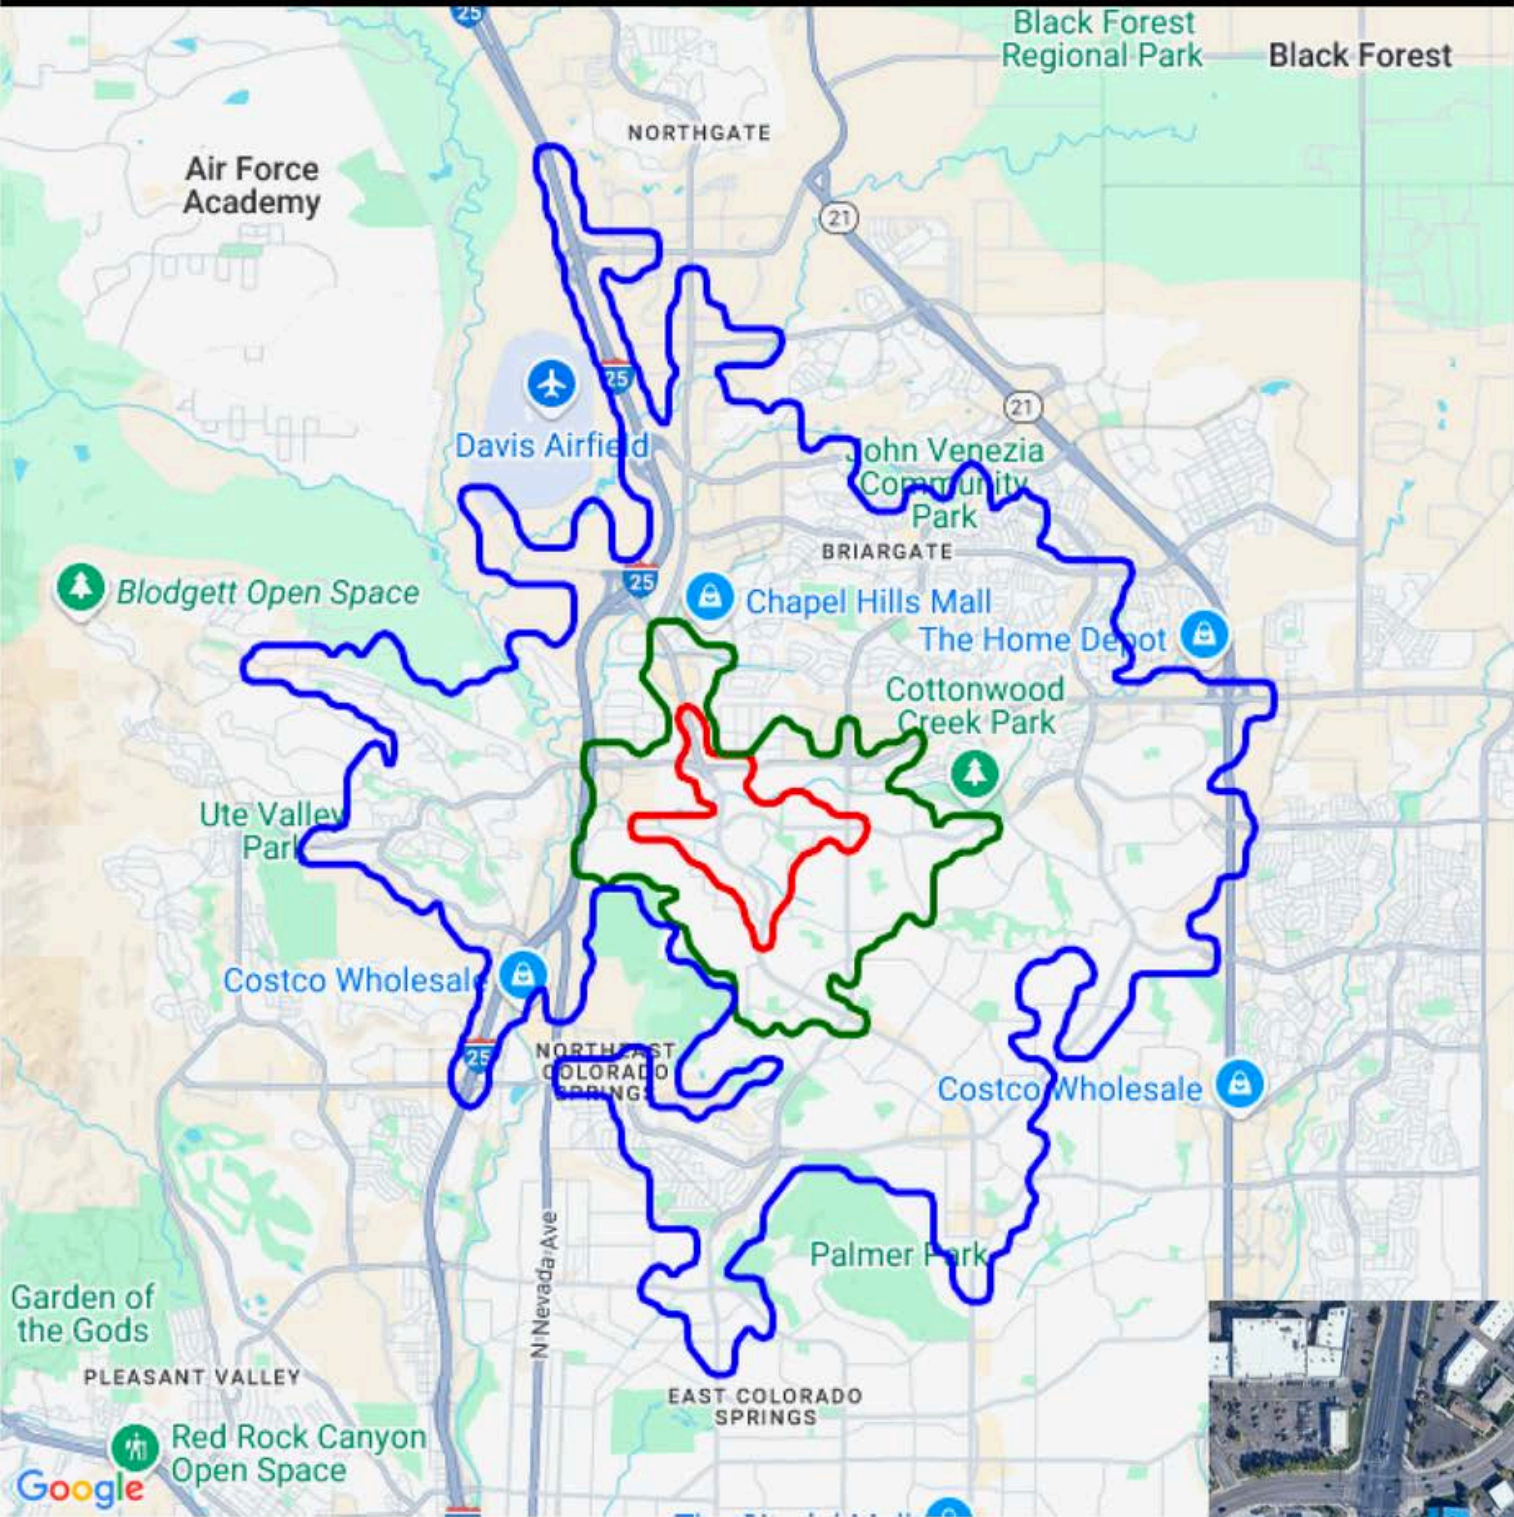 25
Black Forest
Regional Park
Black Forest
NORTHGATE
Air Force
Academy
21
25
21
Davis Airfield
John Venezia
Community
Park
BRIARGATE
25
Blodgett Open Space
Chapel Hills Mall
The Home Depot
Cottonwood
Creek Park
Ute Valley
Park
Costco Wholesale
25
NORTHEAST
COLORADO
SPRINGS
Costco Wholesale
N Nevada Ave
Palmer Park
Garden of
the Gods
PLEASANT VALLEY
EAST COLORADO
SPRINGS
Red Rock Canyon
Open Space
Google